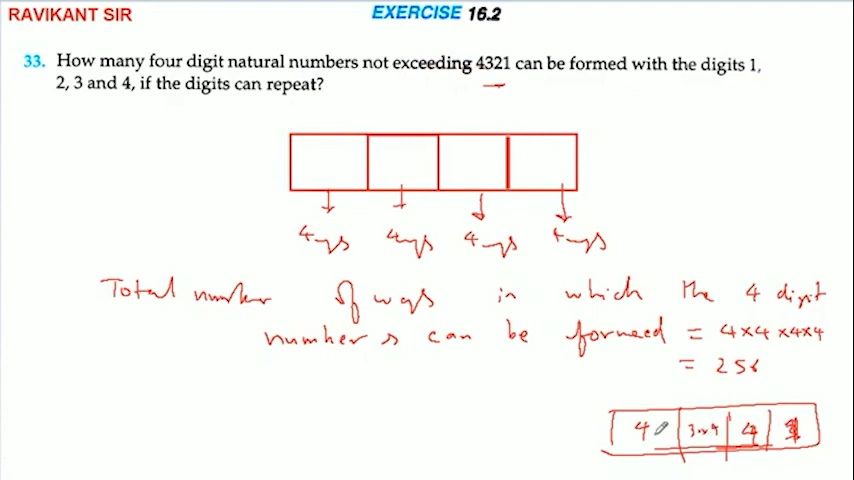 RAVIKANT SIR
EXERCISE 16.2
33. How many four digit natural numbers not exceeding 4321 can be formed with the digits 1,
2, 3 and 4, if the digits can repeat?
4 ways 4 ways 4 ways 4 ways
Total number of ways in which the 4 digit
numbers can be formed = 4×4×4×4
= 256
4 3 or 4 4